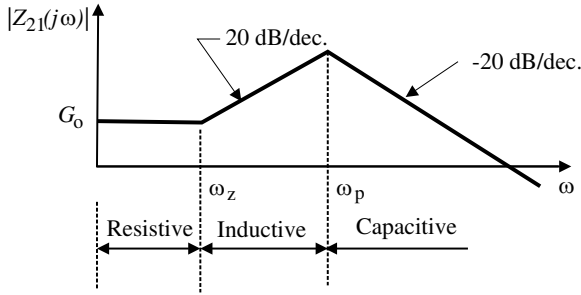 |Z21(jω)|
20 dB/dec.
-20 dB/dec.
Go
ωz
ωp
ω
Resistive
Inductive
Capacitive